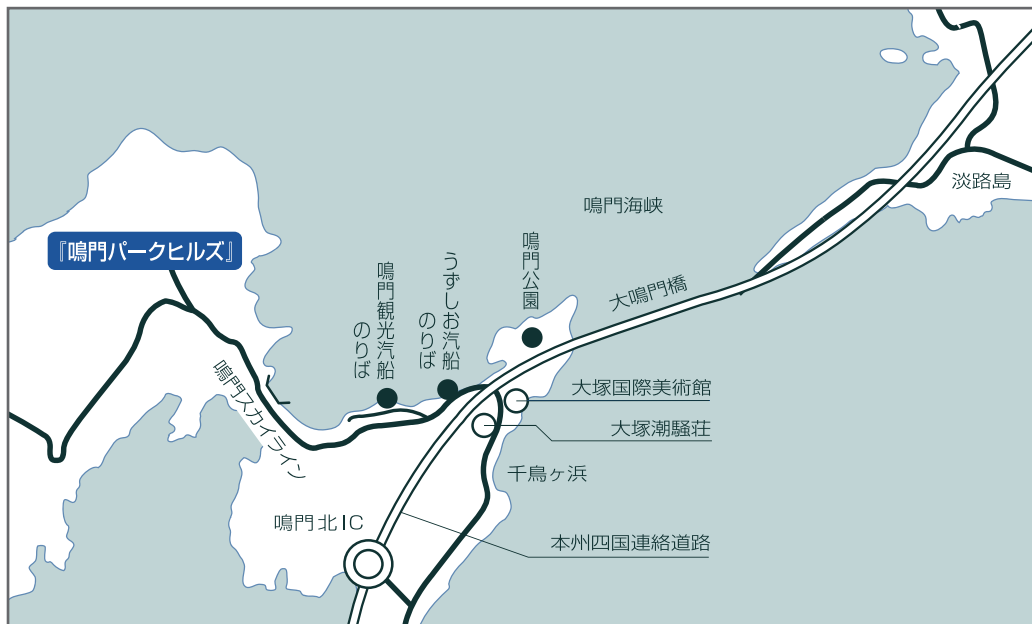 淡路島
鳴門海峡
『鳴門パークヒルズ』
鳴門公園
うずしお汽船
のりば
鳴門観光汽船
のりば
大鳴門橋
鳴門スカイライン
大塚国際美術館
大塚潮騒荘
千鳥ヶ浜
鳴門北IC
本州四国連絡道路